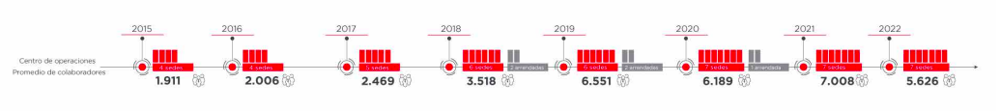 2015 2016 2017 2018 2019 2020 2021 2022
Centro de operaciones
4 sedes 4 sedes 5 sedes 6 sedes 2 arrendadas 6 sedes 2 arrendadas 7 sedes 1 arrendada 7 sedes 7 sedes
Promedio de colaboradores
1.911 2.006 2.469 3.518 6.551 6.189 7.008 5.626